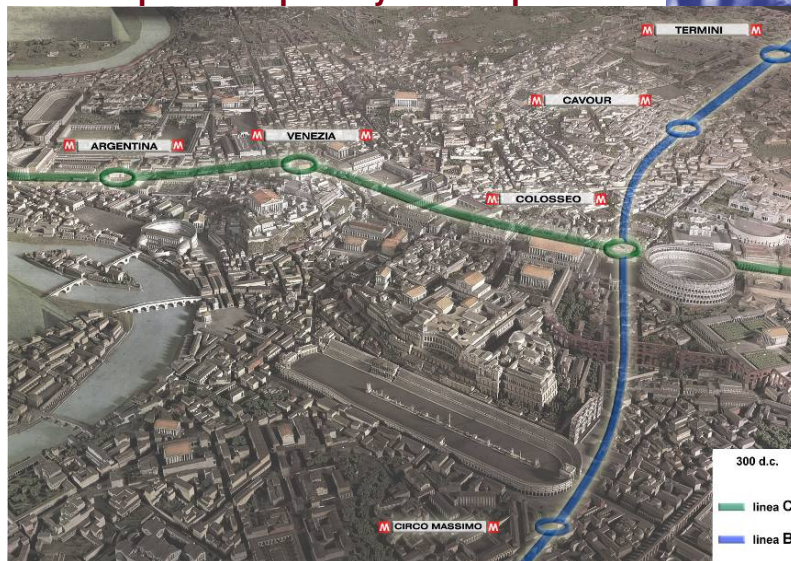 M TERMINI M
M CAVOUR M
M VENEZIA M
M ARGENTINA M
M COLOSSEO M
300 d.c.
linea C
linea B
M CIRCO MASSIMO M